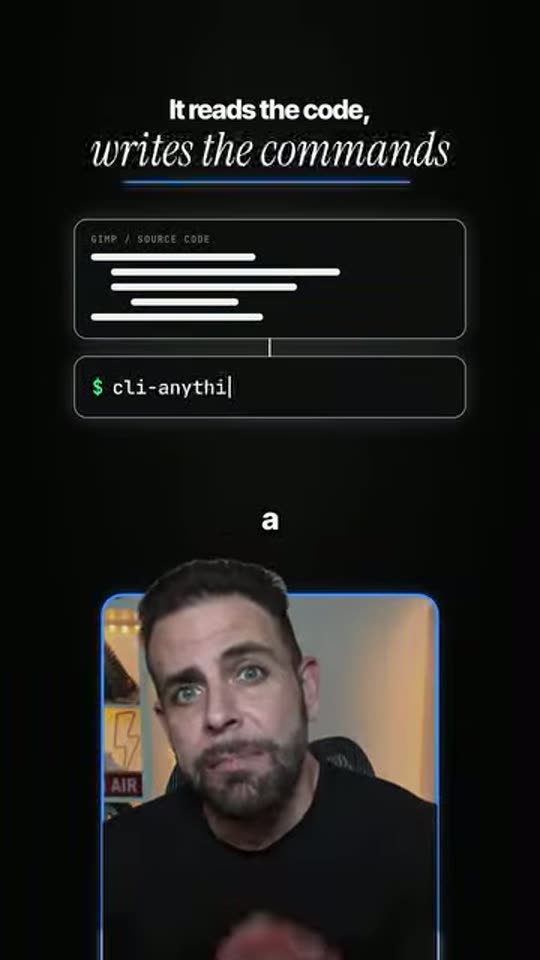 It reads the code,
writes the commands
GIMP / SOURCE CODE
$ cli-anythi
a
AIR